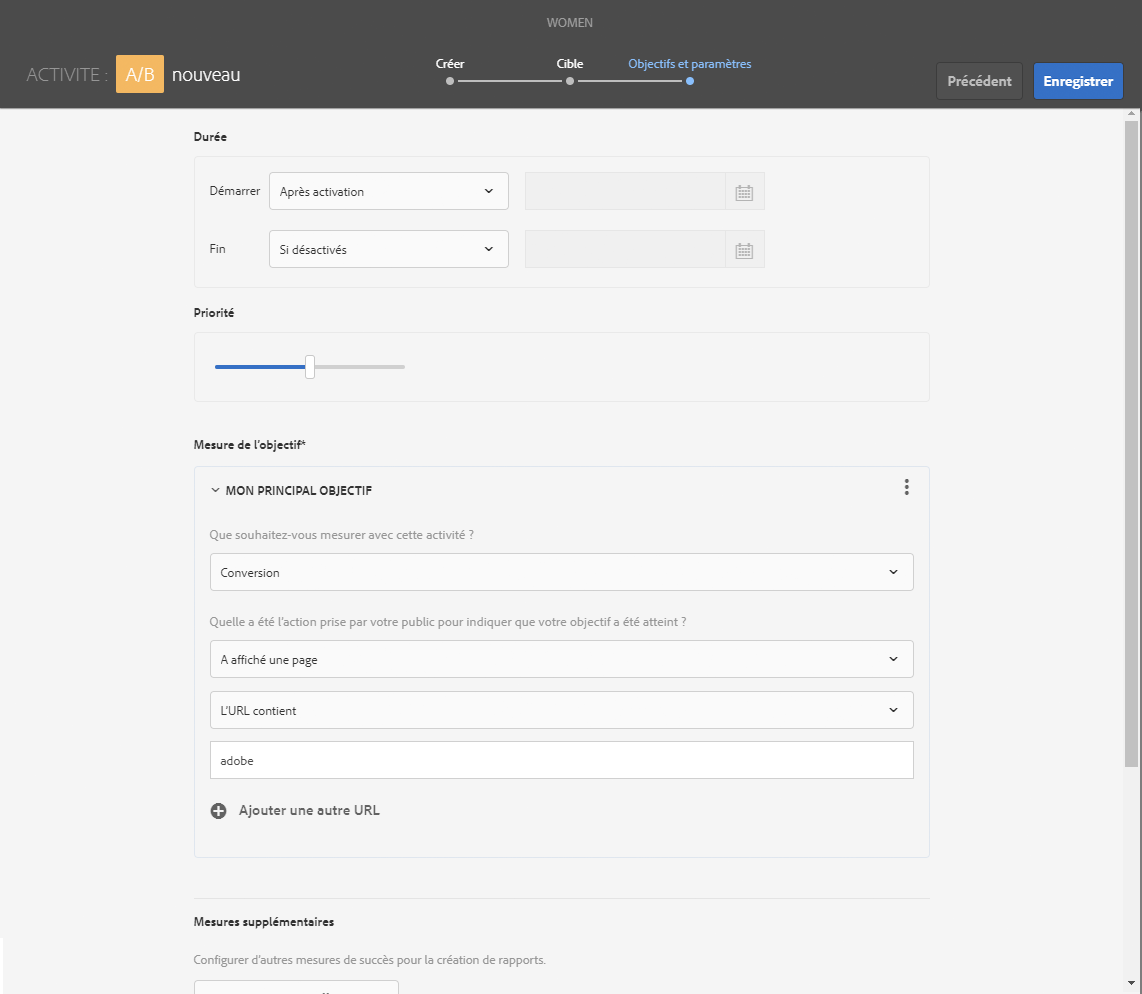 WOMEN
ACTIVITE : A/B nouveau
Créer
Cible
Objectifs et paramètres
Précédent
Enregistrer
Durée
Démarrer
Après activation
Fin
Si désactivés
Priorité
Mesure de l'objectif*
MON PRINCIPAL OBJECTIF
Que souhaitez-vous mesurer avec cette activité ?
Conversion
Quelle a été l'action prise par votre public pour indiquer que votre objectif a été atteint ?
A affiché une page
L'URL contient
adobe
Ajouter une autre URL
Mesures supplémentaires
Configurer d'autres mesures de succès pour la création de rapports.